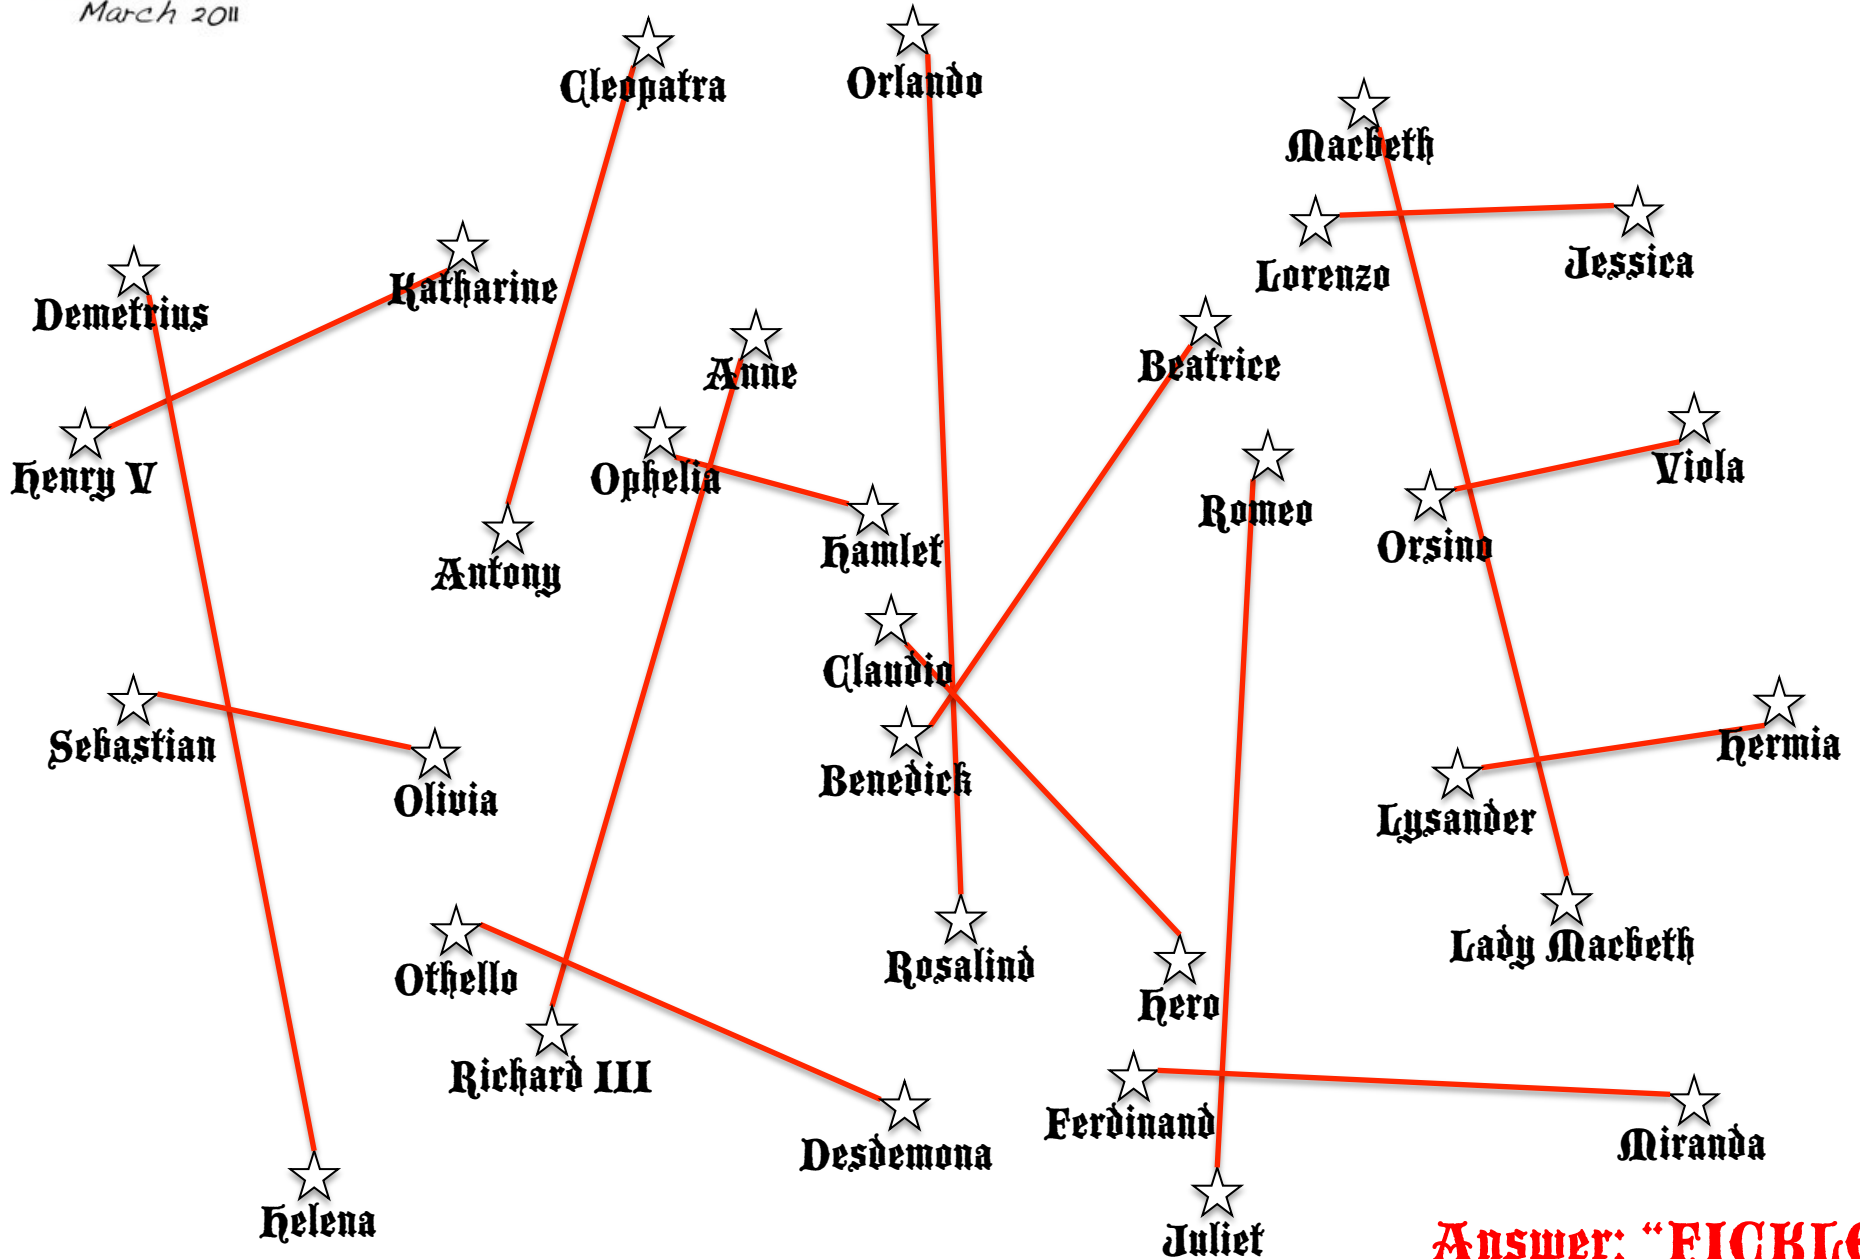 March 2011
Cleopatra
Orlando
Macbeth
Lorenzo
Jessica
Katharine
Demetrius
Anne
Beatrice
Henry V
Ophelia
Viola
Romeo
Hamlet
Orsino
Antony
Claudio
Sebastian
Olivia
Benedick
Hermia
Lysander
Othello
Rosalind
Lady Macbeth
Hero
Richard III
Ferdinand
Desdemona
Miranda
Helena
Juliet
Answer: “FICKLE